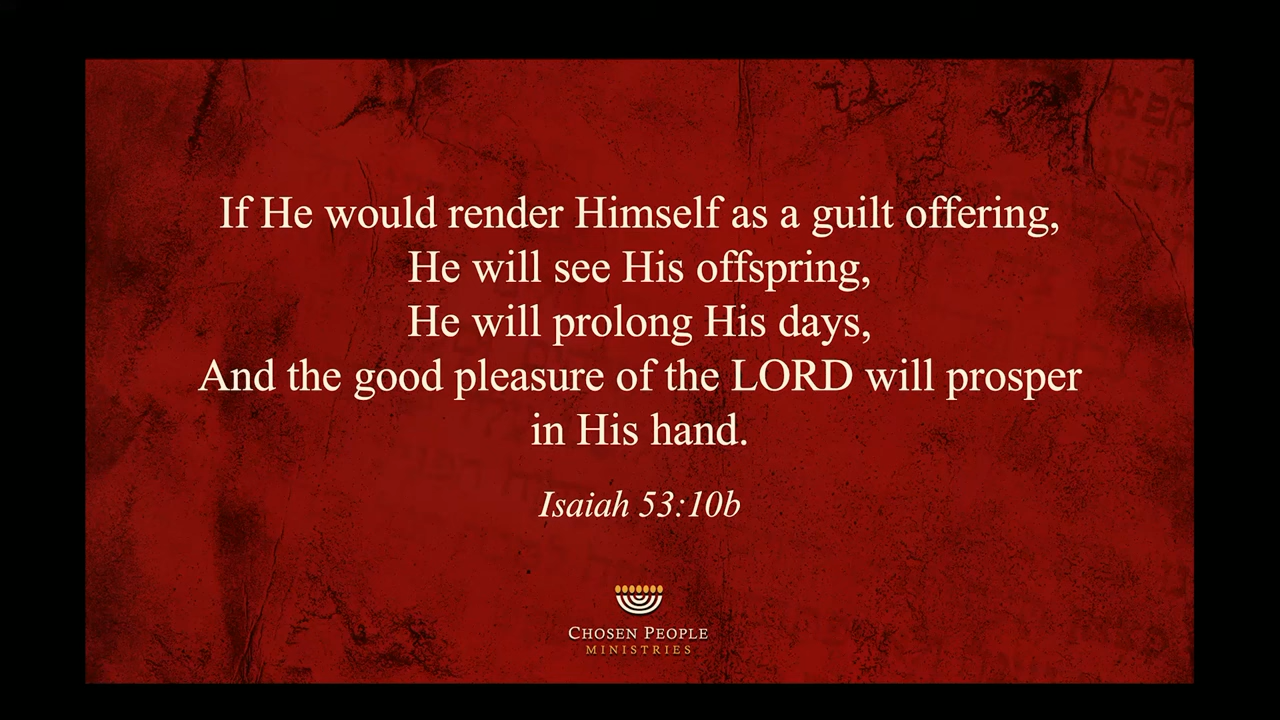 If He would render Himself as a guilt offering,
He will see His offspring,
He will prolong His days,
And the good pleasure of the LORD will prosper
in His hand.
Isaiah 53:10b
CHOSEN PEOPLE
MINISTRIES